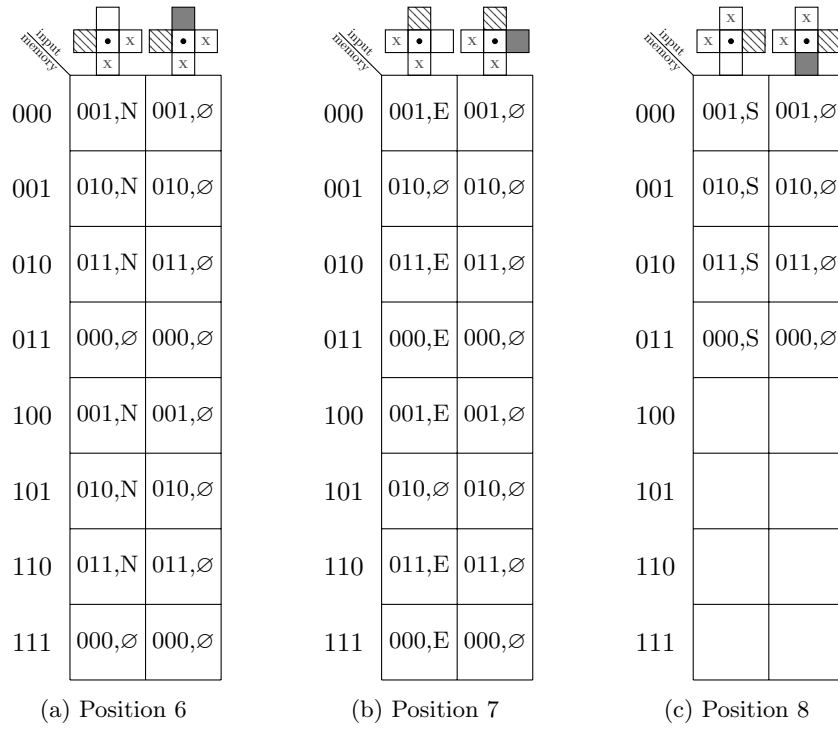 x x x x
x x x x
x x x x
input memory input memory input memory
000 001,N 001,∅ 000 001,E 001,∅ 000 001,S 001,∅
001 010,N 010,∅ 001 010,∅ 010,∅ 001 010,S 010,∅
010 011,N 011,∅ 010 011,E 011,∅ 010 011,S 011,∅
011 000,∅ 000,∅ 011 000,E 000,∅ 011 000,S 000,∅
100 001,N 001,∅ 100 001,E 001,∅ 100
101 010,N 010,∅ 101 010,∅ 010,∅ 101
110 011,N 011,∅ 110 011,E 011,∅ 110
111 000,∅ 000,∅ 111 000,E 000,∅ 111
(a) Position 6 (b) Position 7 (c) Position 8